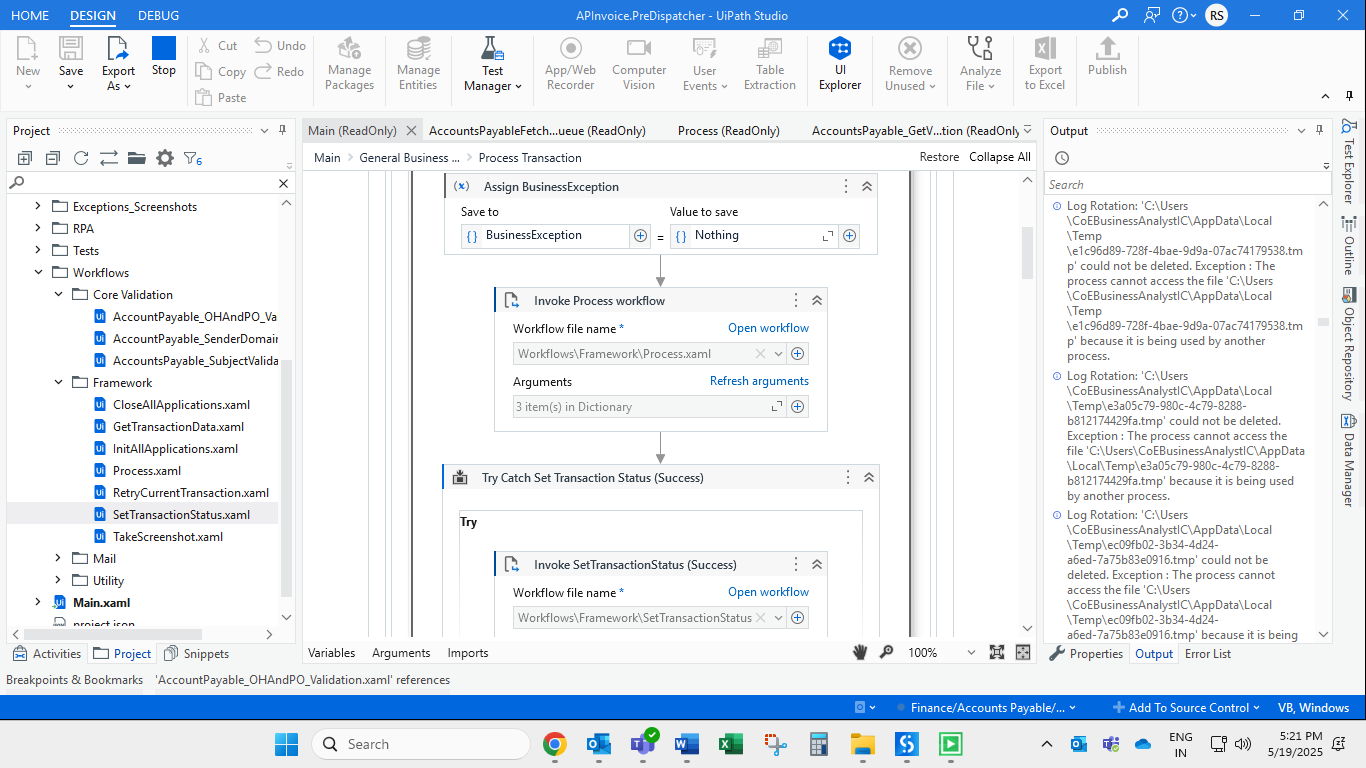 HOME DESIGN DEBUG APInvoice.PreDispatcher - UiPath Studio RS
New Save Export As Stop Cut Copy Paste Undo Redo Manage Packages Manage Entities Test Manager App/Web Recorder Computer Vision User Events Table Extraction UI Explorer Remove Unused Analyze File Export to Excel Publish
Project
6
Exceptions_Screenshots
RPA
Tests
Workflows
Core Validation
AccountPayable_OHAndPO_Va
AccountPayable_SenderDomain
AccountsPayable_SubjectValida
Framework
CloseAllApplications.xaml
GetTransactionData.xaml
InitAllApplications.xaml
Process.xaml
RetryCurrentTransaction.xaml
SetTransactionStatus.xaml
TakeScreenshot.xaml
Mail
Utility
Main.xaml
project.json
Activities Project Snippets
Main (ReadOnly) AccountsPayableFetch...ueue (ReadOnly) Process (ReadOnly) AccountsPayable_GetV...tion (ReadOnly
Main General Business ... Process Transaction Restore Collapse All
(x) Assign BusinessException
Save to Value to save
{ } BusinessException = { } Nothing
Invoke Process workflow
Workflow file name * Open workflow
Workflows\Framework\Process.xaml
Arguments Refresh arguments
3 item(s) in Dictionary
Try Catch Set Transaction Status (Success)
Try
Invoke SetTransactionStatus (Success)
Workflow file name * Open workflow
Workflows\Framework\SetTransactionStatus
Variables Arguments Imports 100%
Output
Search
Log Rotation: 'C:\Users
\CoEBusinessAnalystIC\AppData\Local
\Temp
\e1c96d89-728f-4bae-9d9a-07ac74179538.tm
p' could not be deleted. Exception : The
process cannot access the file 'C:\Users
\CoEBusinessAnalystIC\AppData\Local
\Temp
\e1c96d89-728f-4bae-9d9a-07ac74179538.tm
p' because it is being used by another
process.
Log Rotation: 'C:\Users
\CoEBusinessAnalystIC\AppData\Local
\Temp\e3a05c79-980c-4c79-8288-
b812174429fa.tmp' could not be deleted.
Exception : The process cannot access the
file 'C:\Users\CoEBusinessAnalystIC\AppData
\Local\Temp\e3a05c79-980c-4c79-8288-
b812174429fa.tmp' because it is being used
by another process.
Log Rotation: 'C:\Users
\CoEBusinessAnalystIC\AppData\Local
\Temp\ec09fb02-3b34-4d24-
a6ed-7a75b83e0916.tmp' could not be
deleted. Exception : The process cannot
access the file 'C:\Users
\CoEBusinessAnalystIC\AppData\Local
\Temp\ec09fb02-3b34-4d24-
a6ed-7a75b83e0916.tmp' because it is being
Properties Output Error List
Test Explorer
Outline
Object Repository
Data Manager
Breakpoints & Bookmarks 'AccountPayable_OHAndPO_Validation.xaml' references
Finance/Accounts Payable/... Add To Source Control VB, Windows
Search ENG IN 5:21 PM 5/19/2025